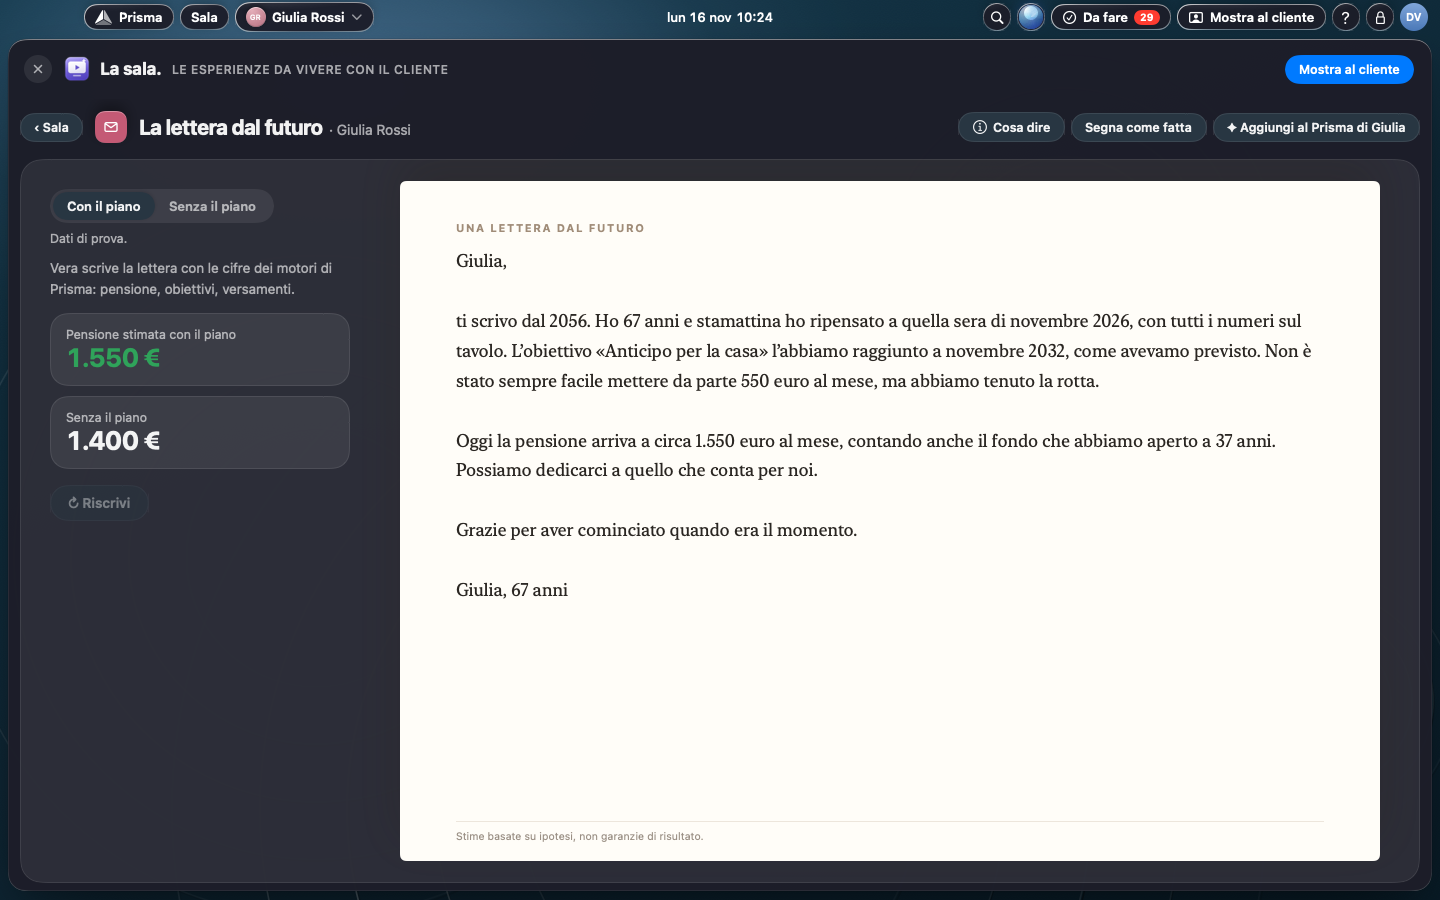 Prisma
Sala
GR Giulia Rossi
lun 16 nov 10:24
Da fare 29
Mostra al cliente
?
DV
La sala. LE ESPERIENZE DA VIVERE CON IL CLIENTE
Mostra al cliente
‹ Sala
La lettera dal futuro · Giulia Rossi
Cosa dire
Segna come fatta
Aggiungi al Prisma di Giulia
Con il piano
Senza il piano
Dati di prova.
Vera scrive la lettera con le cifre dei motori di
Prisma: pensione, obiettivi, versamenti.
Pensione stimata con il piano
1.550 €
Senza il piano
1.400 €
Riscrivi
UNA LETTERA DAL FUTURO
Giulia,
ti scrivo dal 2056. Ho 67 anni e stamattina ho ripensato a quella sera di novembre 2026, con tutti i numeri sul
tavolo. L’obiettivo «Anticipo per la casa» l’abbiamo raggiunto a novembre 2032, come avevamo previsto. Non è
stato sempre facile mettere da parte 550 euro al mese, ma abbiamo tenuto la rotta.
Oggi la pensione arriva a circa 1.550 euro al mese, contando anche il fondo che abbiamo aperto a 37 anni.
Possiamo dedicarci a quello che conta per noi.
Grazie per aver cominciato quando era il momento.
Giulia, 67 anni
Stime basate su ipotesi, non garanzie di risultato.